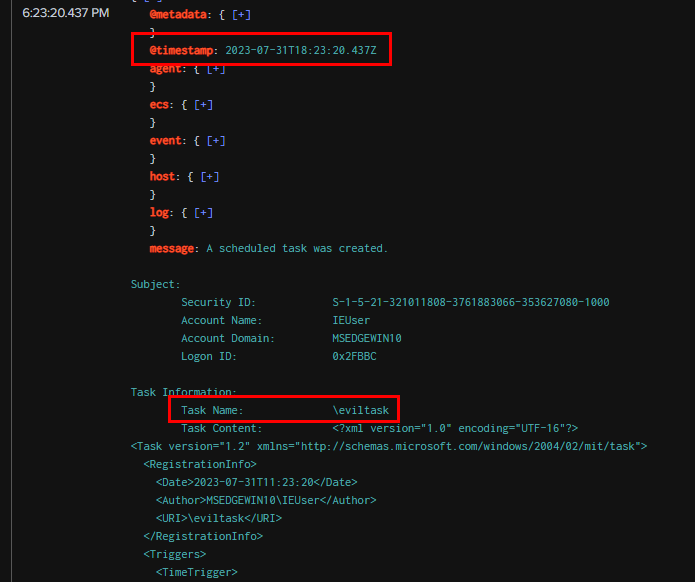 6:23:20.437 PM
@metadata: { [+]
}
@timestamp: 2023-07-31T18:23:20.437Z
agent: { [+]
}
ecs: { [+]
}
event: { [+]
}
host: { [+]
}
log: { [+]
}
message: A scheduled task was created.
Subject:
Security ID: S-1-5-21-321011808-3761883066-353627080-1000
Account Name: IEUser
Account Domain: MSEDGEWIN10
Logon ID: 0x2FBBC
Task Information:
Task Name: \eviltask
Task Content: <?xml version="1.0" encoding="UTF-16"?>
<Task version="1.2" xmlns="http://schemas.microsoft.com/windows/2004/02/mit/task">
<RegistrationInfo>
<Date>2023-07-31T11:23:20</Date>
<Author>MSEDGEWIN10\IEUser</Author>
<URI>\eviltask</URI>
</RegistrationInfo>
<Triggers>
<TimeTrigger>